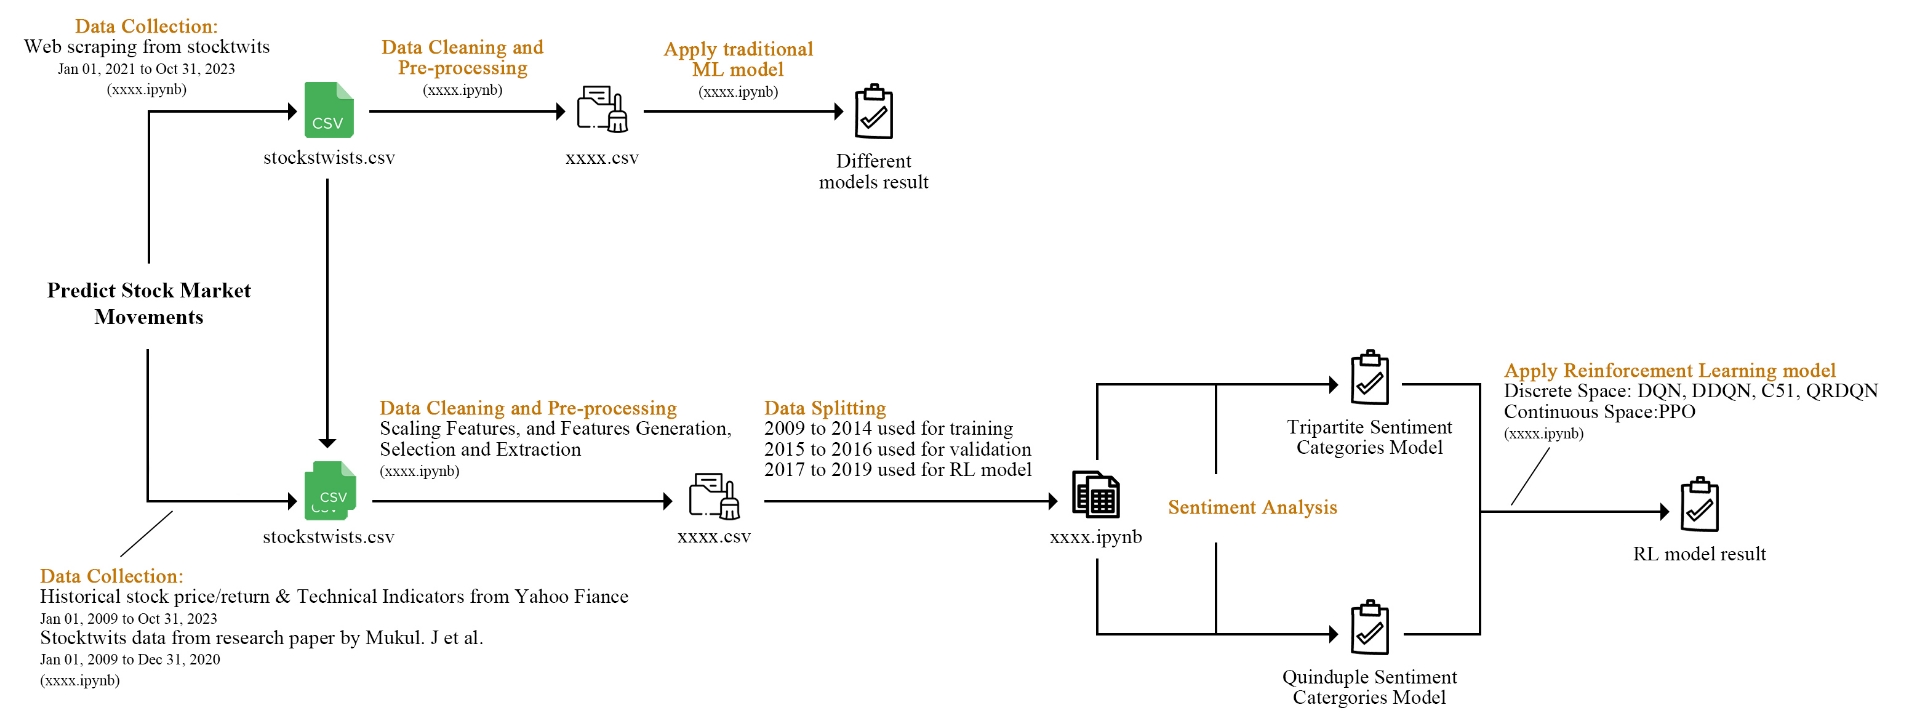 Data Collection:
Web scraping from stocktwits
Jan 01, 2021 to Oct 31, 2023
(xxxx.ipynb)
Data Cleaning and
Pre-processing
(xxxx.ipynb)
Apply traditional
ML model
(xxxx.ipynb)
CSV
stockstwists.csv
xxxx.csv
Different
models result
Predict Stock Market
Movements
Data Cleaning and Pre-processing
Scaling Features, and Features Generation,
Selection and Extraction
(xxxx.ipynb)
Data Splitting
2009 to 2014 used for training
2015 to 2016 used for validation
2017 to 2019 used for RL model
CSV
CSV
stockstwists.csv
xxxx.csv
xxxx.ipynb
Sentiment Analysis
Tripartite Sentiment
Categories Model
Apply Reinforcement Learning model
Discrete Space: DQN, DDQN, C51, QRDQN
Continuous Space:PPO
(xxxx.ipynb)
RL model result
Data Collection:
Historical stock price/return & Technical Indicators from Yahoo Fiance
Jan 01, 2009 to Oct 31, 2023
Stocktwits data from research paper by Mukul. J et al.
Jan 01, 2009 to Dec 31, 2020
(xxxx.ipynb)
Quinduple Sentiment
Catergories Model